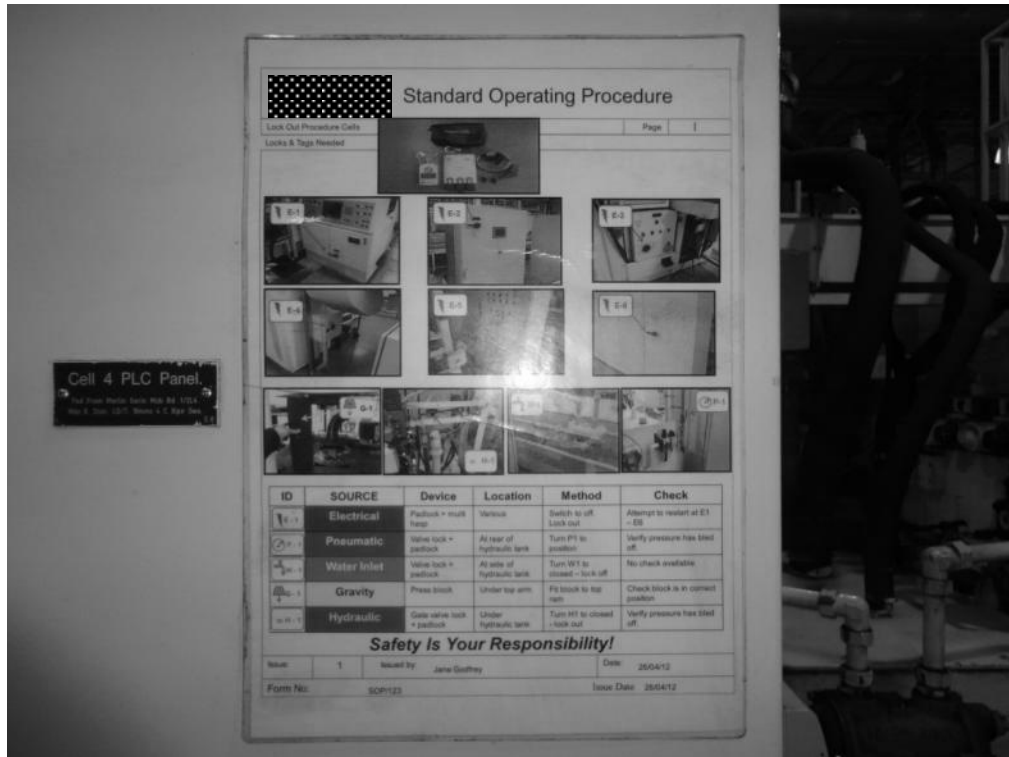 Standard Operating Procedure
Lock Out Procedure Cells Page 1
Locks & Tags Needed
E-1 E-2 E-3
E-4 E-5 E-6
G-1 H-1 P-1
Cell 4 PLC Panel.
ID SOURCE Device Location Method Check
E - 1 Electrical Padlock + multi hasp Various Switch to off. Lock out Attempt to restart at E1 – E6
Pneumatic Valve lock + padlock At rear of hydraulic tank Turn P1 to position Verify pressure has bled off.
Water Inlet Valve lock + padlock At side of hydraulic tank Turn W1 to closed – lock off No check available
G - 1 Gravity Press block Under top arm Fit block to top ram Check block is in correct position
H - 1 Hydraulic Gate valve lock + padlock Under hydraulic tank Turn H1 to closed - lock out Verify pressure has bled off.
Safety Is Your Responsibility!
Issue: 1 Issued by: Jane Godfrey Date: 26/04/12
Form No: SOP/123 Issue Date 26/04/12